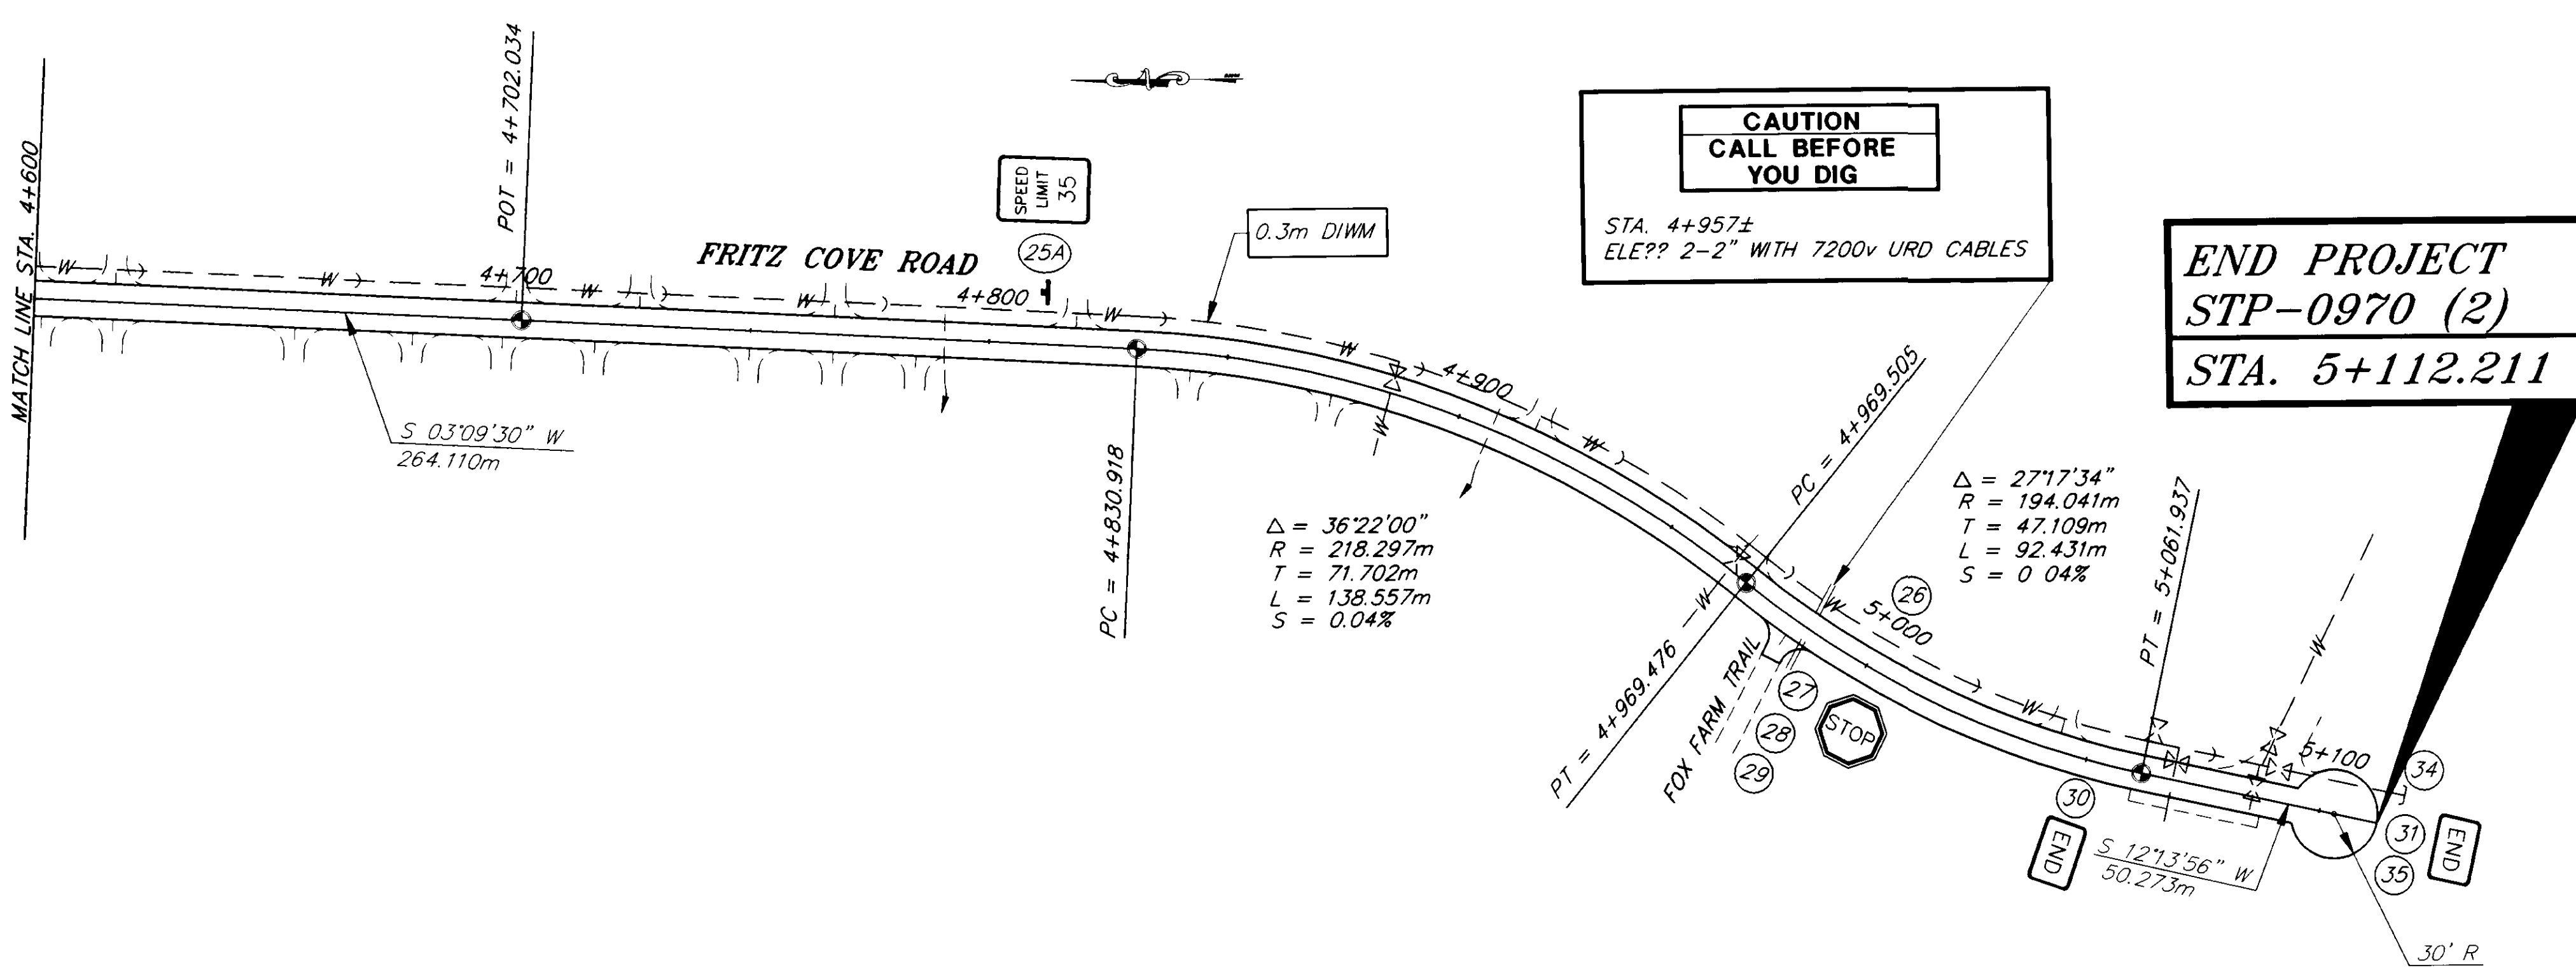 MATCH LINE STA. 4+600
POT = 4+702.034
4+700
S 03°09'30" W
264.110m
FRITZ COVE ROAD
SPEED
LIMIT
35
25A
4+800
0.3m DIWM
PC = 4+830.918
CAUTION
CALL BEFORE
YOU DIG
STA. 4+957±
ELE?? 2-2" WITH 7200v URD CABLES
END PROJECT
STP-0970 (2)
STA. 5+112.211
4+900
Δ = 36°22'00"
R = 218.297m
T = 71.702m
L = 138.557m
S = 0.04%
PC = 4+969.505
PT = 4+969.476
Δ = 27°17'34"
R = 194.041m
T = 47.109m
L = 92.431m
S = 0 04%
PT = 5+061.937
26
5+000
FOX FARM TRAIL
27
28
29
STOP
5+100
34
30
END
S 12°13'56" W
50.273m
31
35
END
30' R
W
W
W
W
W
W
W
W
W
W
W
W